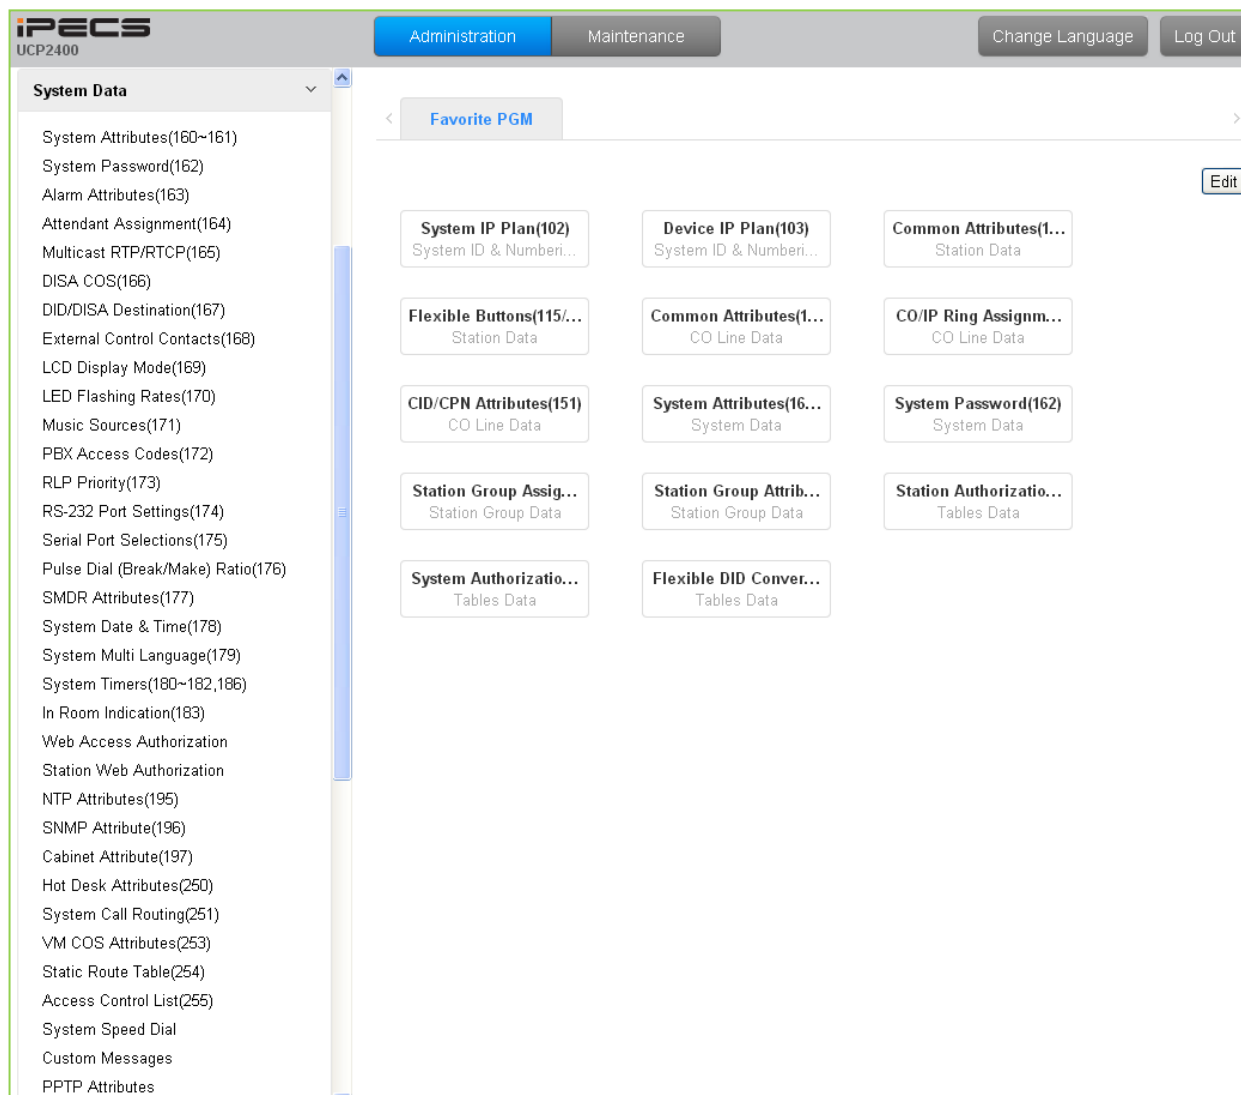 iPECS
UCP2400
Administration
Maintenance
Change Language
Log Out
System Data
System Attributes(160~161)
System Password(162)
Alarm Attributes(163)
Attendant Assignment(164)
Multicast RTP/RTCP(165)
DISA COS(166)
DID/DISA Destination(167)
External Control Contacts(168)
LCD Display Mode(169)
LED Flashing Rates(170)
Music Sources(171)
PBX Access Codes(172)
RLP Priority(173)
RS-232 Port Settings(174)
Serial Port Selections(175)
Pulse Dial (Break/Make) Ratio(176)
SMDR Attributes(177)
System Date & Time(178)
System Multi Language(179)
System Timers(180~182,186)
In Room Indication(183)
Web Access Authorization
Station Web Authorization
NTP Attributes(195)
SNMP Attribute(196)
Cabinet Attribute(197)
Hot Desk Attributes(250)
System Call Routing(251)
VM COS Attributes(253)
Static Route Table(254)
Access Control List(255)
System Speed Dial
Custom Messages
PPTP Attributes
Favorite PGM
Edit
System IP Plan(102)
System ID & Numberi...
Device IP Plan(103)
System ID & Numberi...
Common Attributes(1...
Station Data
Flexible Buttons(115/...
Station Data
Common Attributes(1...
CO Line Data
CO/IP Ring Assignm...
CO Line Data
CID/CPN Attributes(151)
CO Line Data
System Attributes(16...
System Data
System Password(162)
System Data
Station Group Assig...
Station Group Data
Station Group Attrib...
Station Group Data
Station Authorizatio...
Tables Data
System Authorizatio...
Tables Data
Flexible DID Conver...
Tables Data